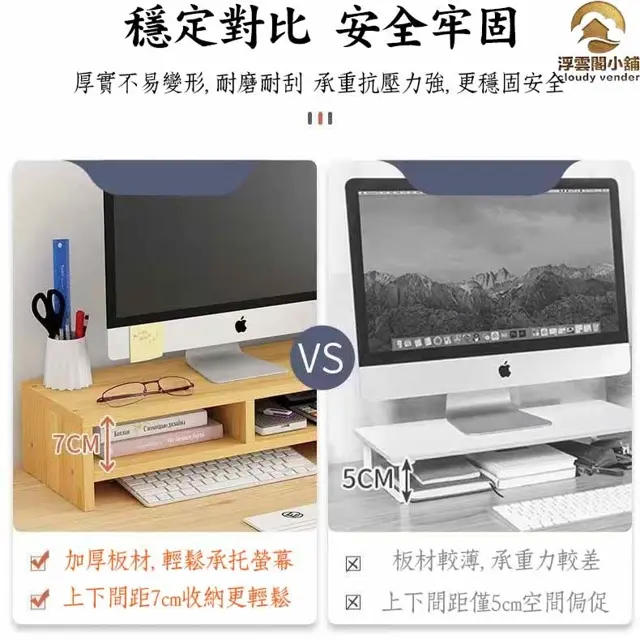 穩定對比 安全牢固
浮雲閣小舖
cloudy vender
厚實不易變形,耐磨耐刮 承重抗壓力強,更穩固安全
VS
7CM
5CM
加厚板材,輕鬆承托螢幕
上下間距7cm收納更輕鬆
板材較薄,承重力較差
上下間距僅5cm空間侷促